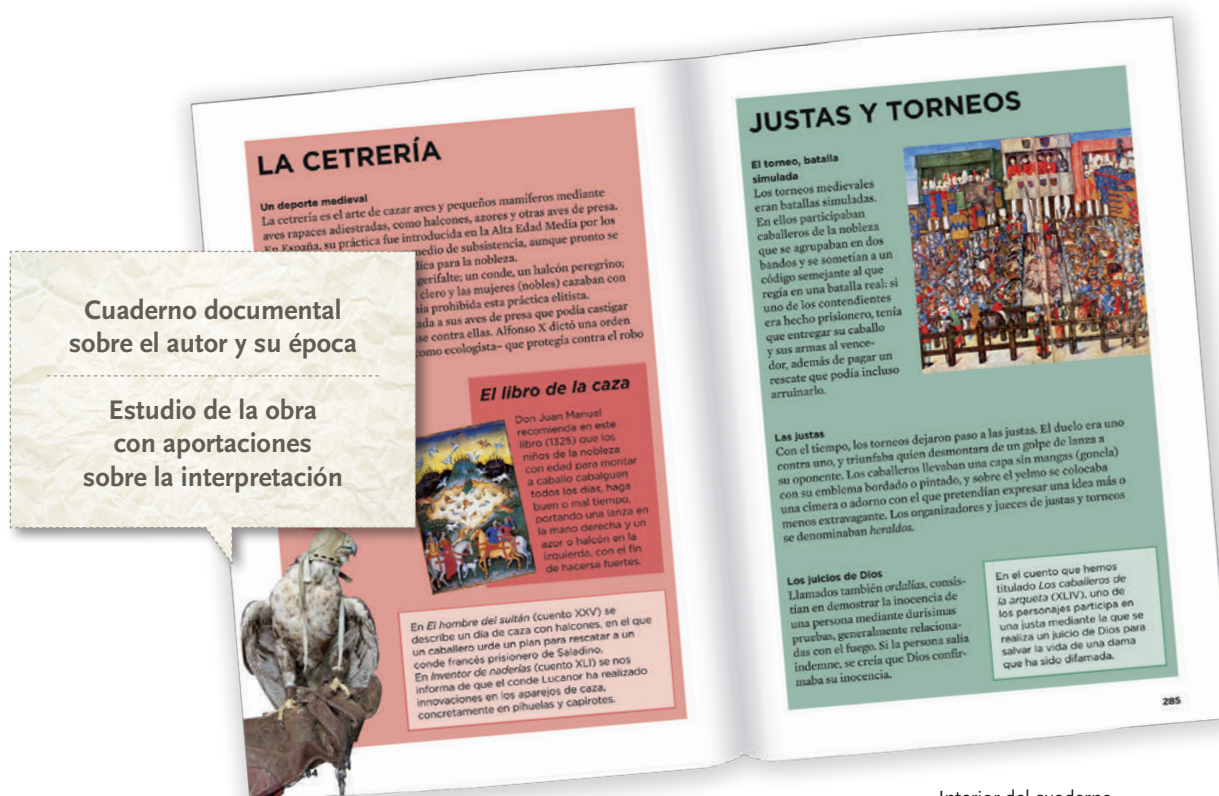 Cuaderno documental
sobre el autor y su época
Estudio de la obra
con aportaciones
sobre la interpretación
LA CETRERÍA
Un deporte medieval
La cetrería es el arte de cazar aves y pequeños mamíferos mediante
aves rapaces adiestradas, como halcones, azores y otras aves de presa.
En España, su práctica fue introducida en la Alta Edad Media por los
medio de subsistencia, aunque pronto se
para la nobleza.
gerifalte; un conde, un halcón peregrino;
clero y las mujeres (nobles) cazaban con
prohibida esta práctica elitista.
a sus aves de presa que podía castigar
contra ellas. Alfonso X dictó una orden
como ecologista– que protegía contra el robo
El libro de la caza
Don Juan Manuel
recomienda en este
libro (1325) que los
niños de la nobleza
con edad para montar
a caballo cabalguen
todos los días, haga
buen o mal tiempo,
portando una lanza en
la mano derecha y un
azor o halcón en la
izquierda, con el fin
de hacerse fuertes.
En El hombre del sultán (cuento XXV) se
describe un día de caza con halcones, en el que
un caballero urde un plan para rescatar a un
conde francés prisionero de Saladino.
En Inventor de naderías (cuento XLI) se nos
informa de que el conde Lucanor ha realizado
innovaciones en los aparejos de caza,
concretamente en pihuelas y capirotes.
JUSTAS Y TORNEOS
El torneo, batalla
simulada
Los torneos medievales
eran batallas simuladas.
En ellos participaban
caballeros de la nobleza
que se agrupaban en dos
bandos y se sometían a un
código semejante al que
regía en una batalla real: si
uno de los contendientes
era hecho prisionero, tenía
que entregar su caballo
y sus armas al vence-
dor, además de pagar un
rescate que podía incluso
arruinarlo.
Las justas
Con el tiempo, los torneos dejaron paso a las justas. El duelo era uno
contra uno, y triunfaba quien desmontara de un golpe de lanza a
su oponente. Los caballeros llevaban una capa sin mangas (gonela)
con su emblema bordado o pintado, y sobre el yelmo se colocaba
una cimera o adorno con el que pretendían expresar una idea más o
menos extravagante. Los organizadores y jueces de justas y torneos
se denominaban heraldos.
Los juicios de Dios
Llamados también ordalías, consis-
tían en demostrar la inocencia de
una persona mediante durísimas
pruebas, generalmente relaciona-
das con el fuego. Si la persona salía
indemne, se creía que Dios confir-
maba su inocencia.
En el cuento que hemos
titulado Los caballeros de
la arqueta (XLIV), uno de
los personajes participa en
una justa mediante la que se
realiza un juicio de Dios para
salvar la vida de una dama
que ha sido difamada.
285
Interior del cuaderno